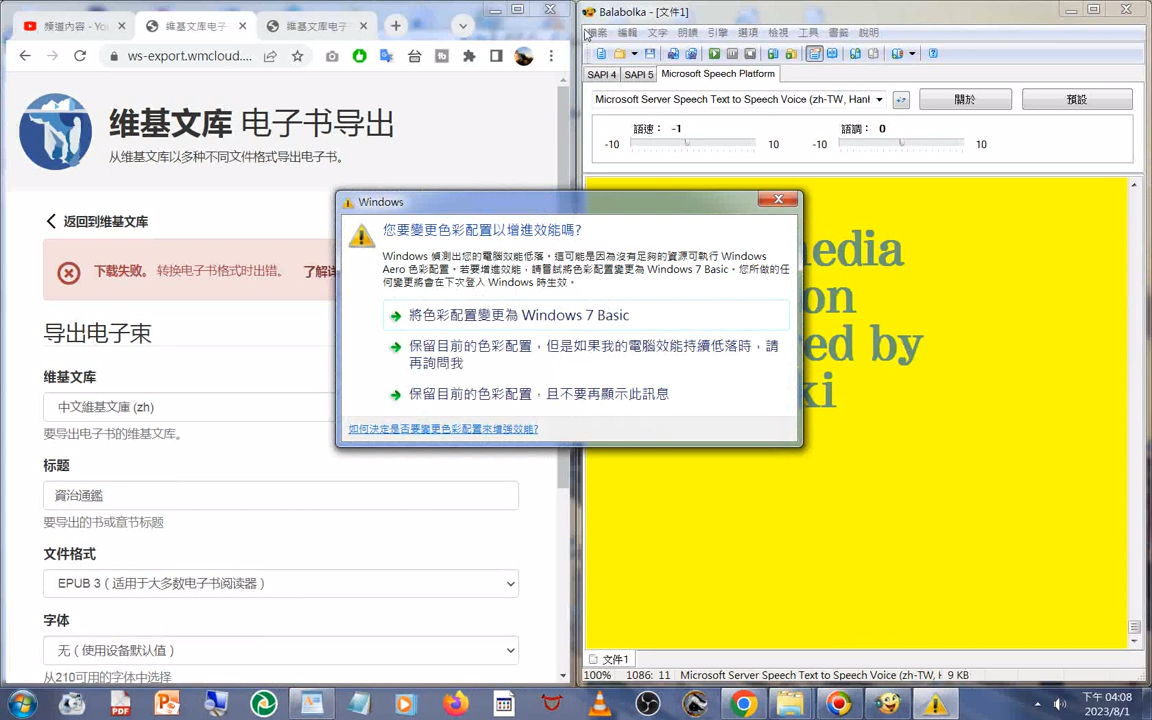 頻道內容 - You
维基文库电子
維基文库電子
ws-export.wmcloud....
维基文库 电子书导出
从维基文库以多种不同文件格式导出电子书。
返回到维基文库
下载失败。 转换电子书格式时出错。 了解详
导出电子束
维基文库
中文維基文庫 (zh)
要导出电子书的维基文库。
标题
資治通鑑
要导出的书或章节标题
文件格式
EPUB 3（适用于大多数电子书阅读器）
字体
无（使用设备默认值）
从210可用的字体中选择
Windows
您要變更色彩配置以增進效能嗎?
Windows 偵測出您的電腦效能低落。這可能是因為沒有足夠的資源可執行 Windows
Aero 色彩配置。若要增進效能，請嘗試將色彩配置變更為 Windows 7 Basic。您所做的任
何變更將會在下次登入 Windows 時生效。
將色彩配置變更為 Windows 7 Basic
保留目前的色彩配置，但是如果我的電腦效能持續低落時，請
再詢問我
保留目前的色彩配置，且不要再顯示此訊息
如何決定是否要變更色彩配置來增強效能?
Balabolka - [文件1]
檔案 編輯 文字 朗讀 引擎 選項 檢視 工具 書籤 說明
SAPI 4 SAPI 5 Microsoft Speech Platform
Microsoft Server Speech Text to Speech Voice (zh-TW, Hanl
關於
預設
語速： -1
語調： 0
-10 10 -10 10
edia
on
ed by
ki
文件1
100% 1086: 11 Microsoft Server Speech Text to Speech Voice (zh-TW, H 9 KB
PDF
下午 04:08
2023/8/1